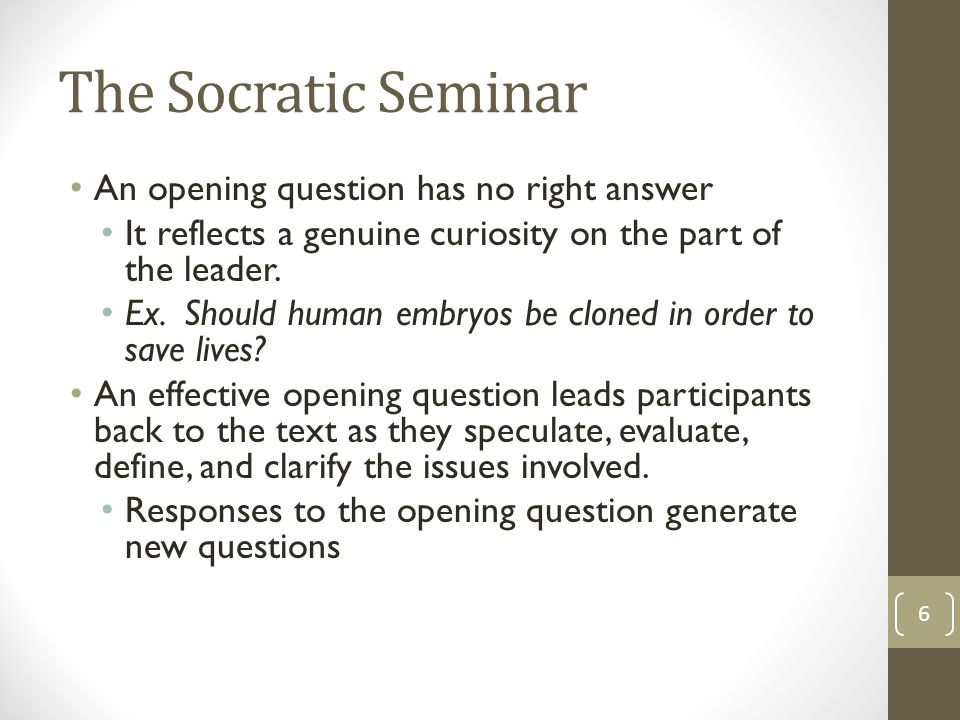 The Socratic Seminar
• An opening question has no right answer
• It reflects a genuine curiosity on the part of
the leader.
• Ex.  Should human embryos be cloned in order to
save lives?
• An effective opening question leads participants
back to the text as they speculate, evaluate,
define, and clarify the issues involved.
• Responses to the opening question generate
new questions
6